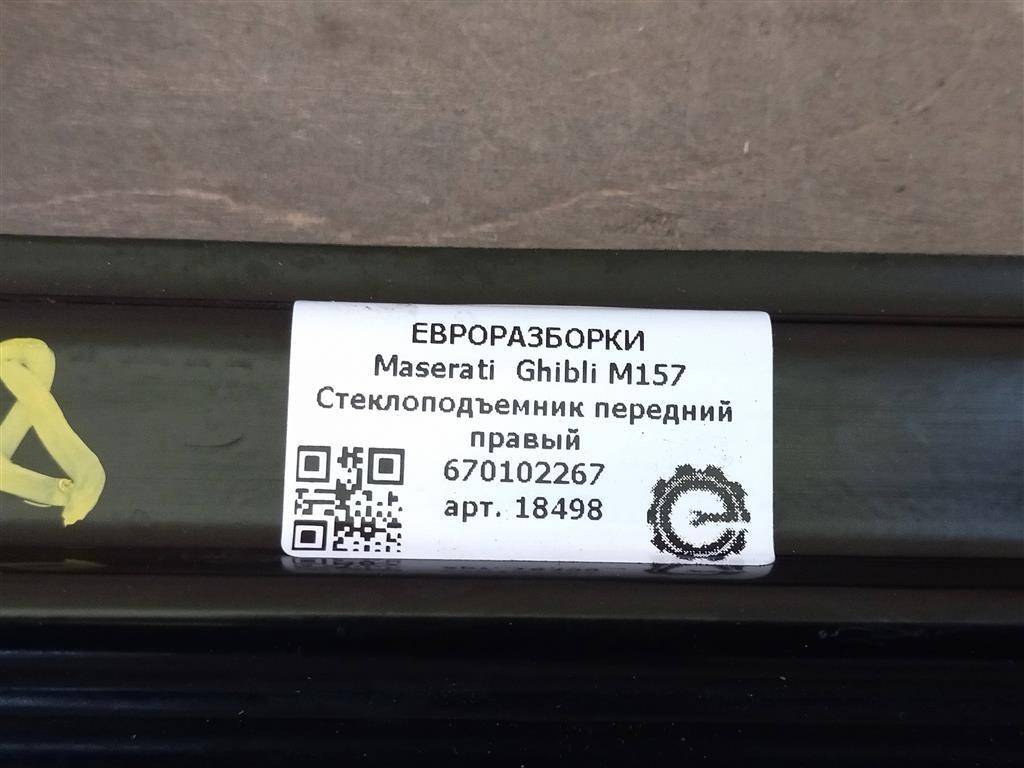 ЕВРОРАЗБОРКИ
Maserati Ghibli M157
Стеклоподъемник передний
правый
670102267
арт. 18498